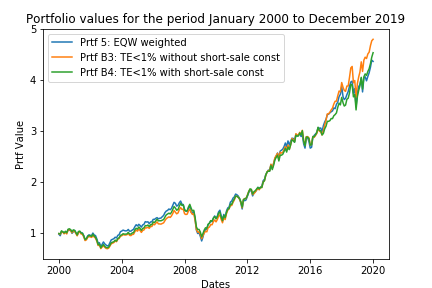 Portfolio values for the period January 2000 to December 2019
Prtf 5: EQW weighted
Prtf B3: TE<1% without short-sale const
Prtf B4: TE<1% with short-sale const
Prtf Value
5
4
3
2
1
2000 2004 2008 2012 2016 2020
Dates